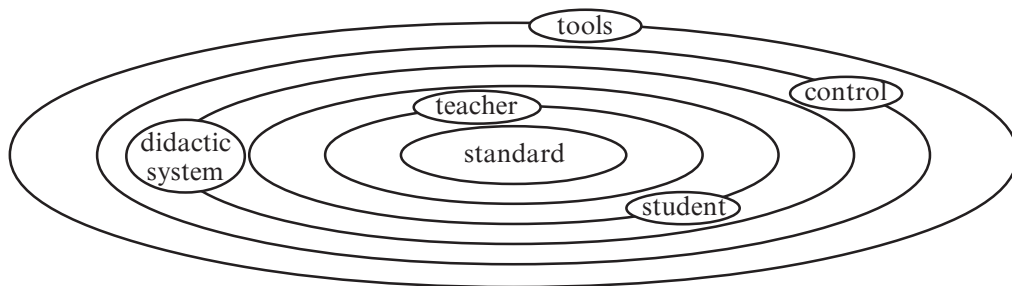 tools
control
teacher
didactic
system
standard
student